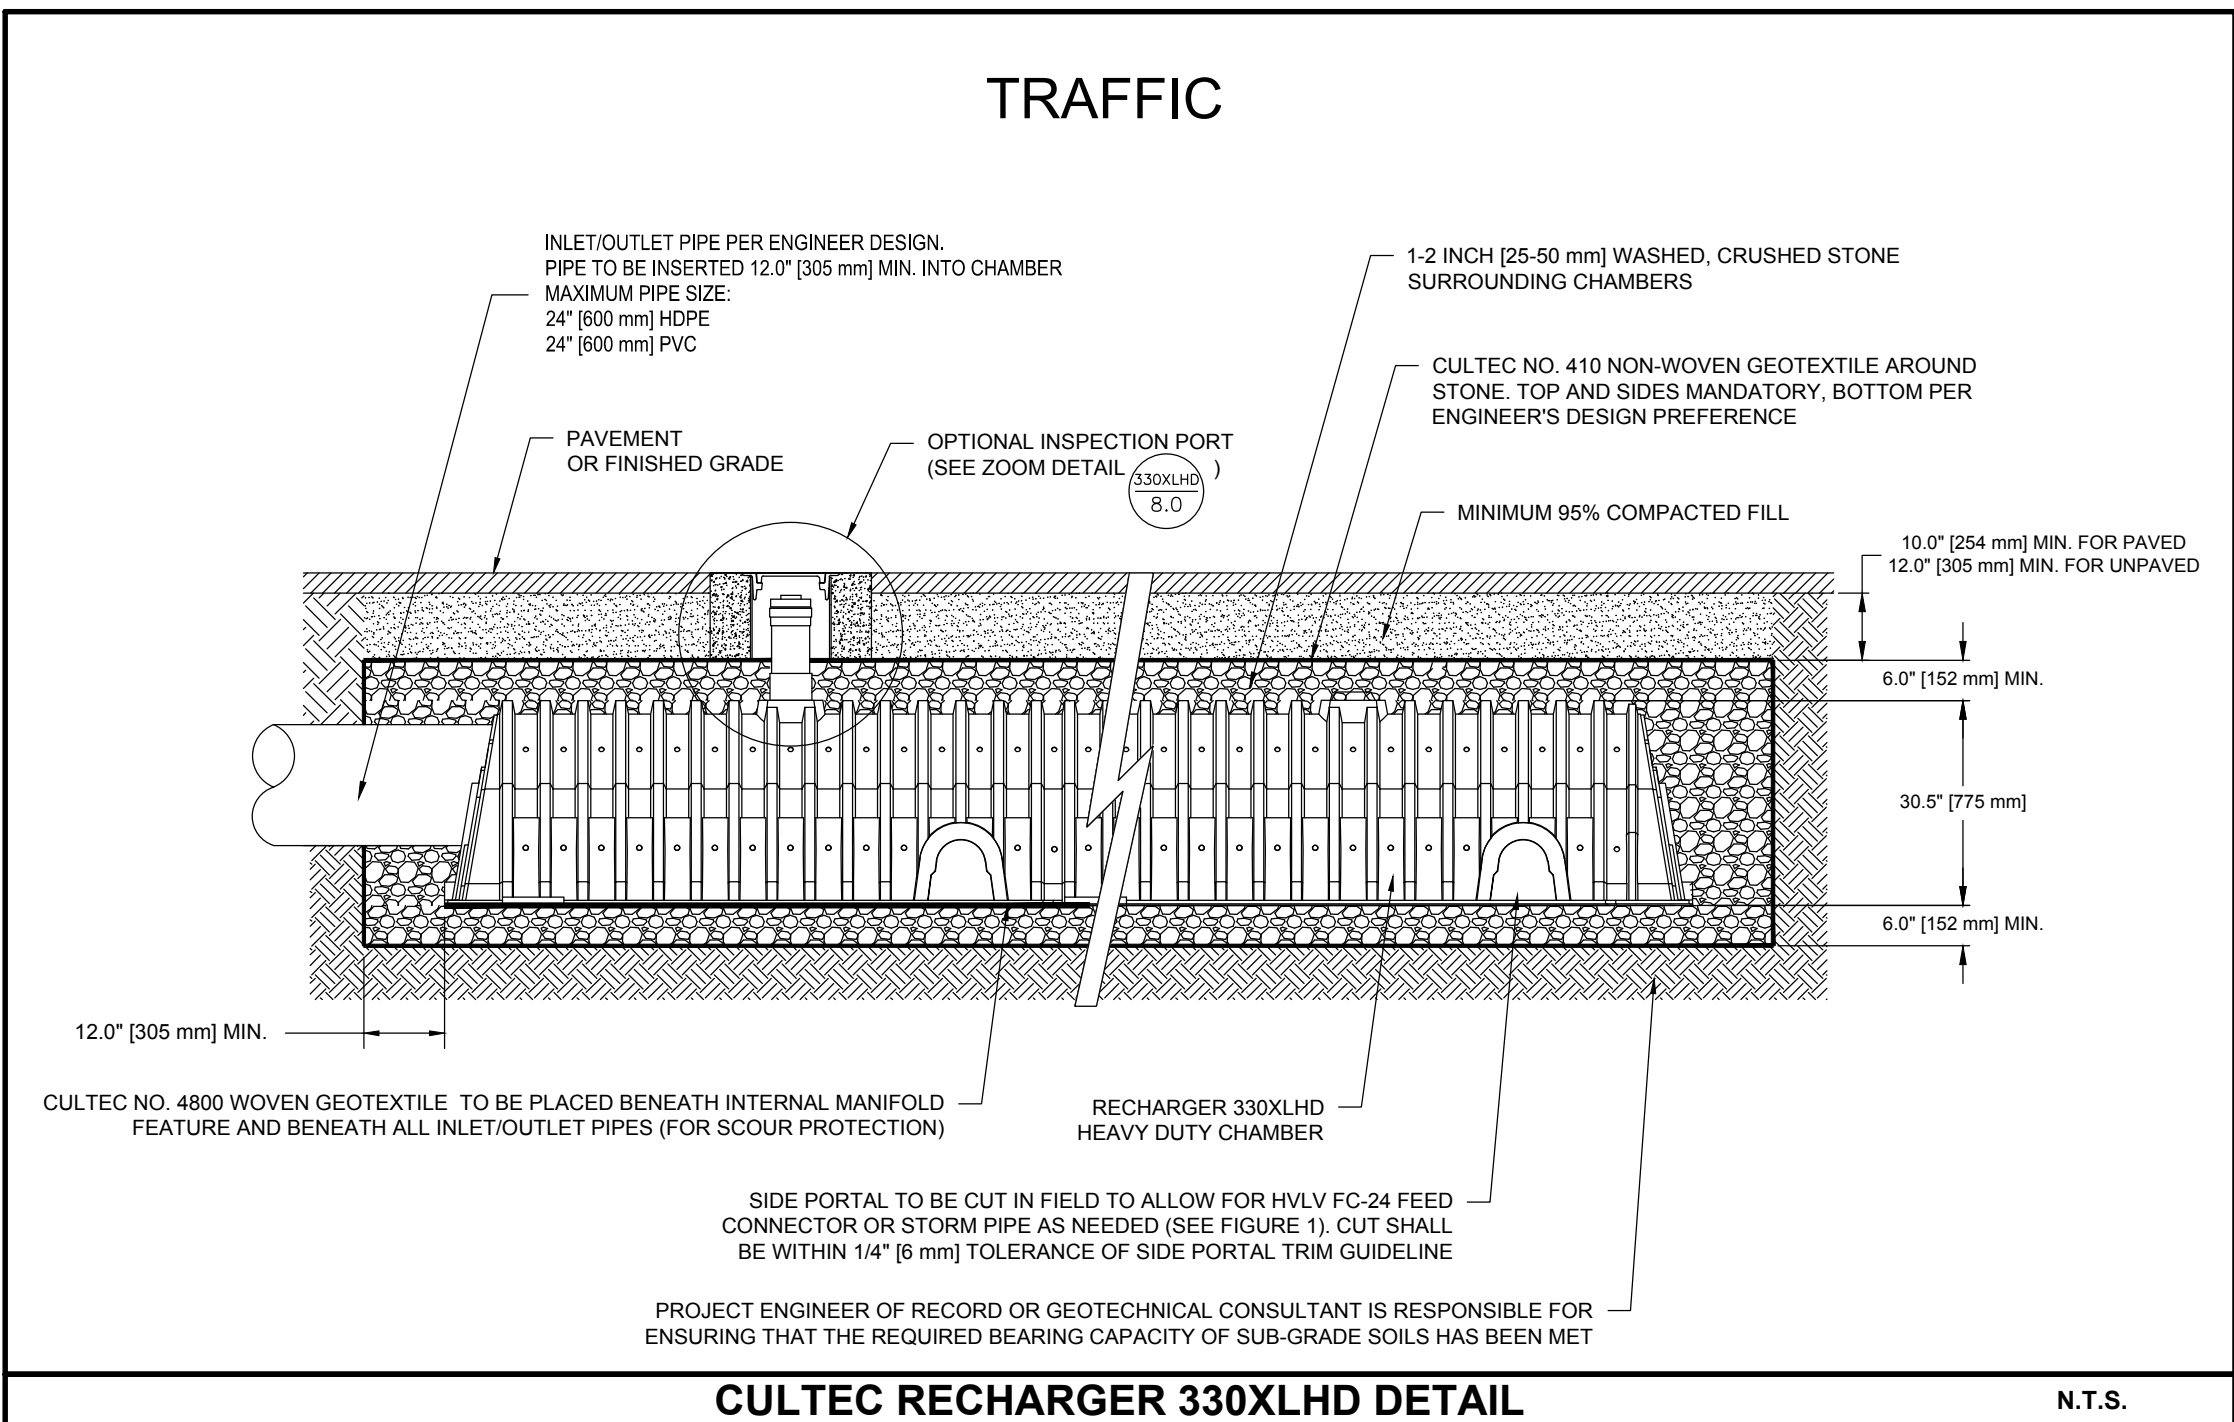 TRAFFIC
INLET/OUTLET PIPE PER ENGINEER DESIGN.
PIPE TO BE INSERTED 12.0" [305 mm] MIN. INTO CHAMBER
MAXIMUM PIPE SIZE:
24" [600 mm] HDPE
24" [600 mm] PVC
1-2 INCH [25-50 mm] WASHED, CRUSHED STONE
SURROUNDING CHAMBERS
CULTEC NO. 410 NON-WOVEN GEOTEXTILE AROUND
STONE. TOP AND SIDES MANDATORY, BOTTOM PER
ENGINEER'S DESIGN PREFERENCE
PAVEMENT
OR FINISHED GRADE
OPTIONAL INSPECTION PORT
(SEE ZOOM DETAIL 330XLHD )
8.0
MINIMUM 95% COMPACTED FILL
10.0" [254 mm] MIN. FOR PAVED
12.0" [305 mm] MIN. FOR UNPAVED
6.0" [152 mm] MIN.
30.5" [775 mm]
6.0" [152 mm] MIN.
12.0" [305 mm] MIN.
CULTEC NO. 4800 WOVEN GEOTEXTILE TO BE PLACED BENEATH INTERNAL MANIFOLD
FEATURE AND BENEATH ALL INLET/OUTLET PIPES (FOR SCOUR PROTECTION)
RECHARGER 330XLHD
HEAVY DUTY CHAMBER
SIDE PORTAL TO BE CUT IN FIELD TO ALLOW FOR HVLV FC-24 FEED
CONNECTOR OR STORM PIPE AS NEEDED (SEE FIGURE 1). CUT SHALL
BE WITHIN 1/4" [6 mm] TOLERANCE OF SIDE PORTAL TRIM GUIDELINE
PROJECT ENGINEER OF RECORD OR GEOTECHNICAL CONSULTANT IS RESPONSIBLE FOR
ENSURING THAT THE REQUIRED BEARING CAPACITY OF SUB-GRADE SOILS HAS BEEN MET
CULTEC RECHARGER 330XLHD DETAIL
N.T.S.